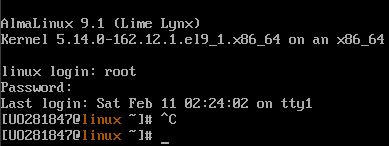 AlmaLinux 9.1 (Lime Lynx)
Kernel 5.14.0-162.12.1.el9_1.x86_64 on an x86_64
linux login: root
Password:
Last login: Sat Feb 11 02:24:02 on tty1
[UO281847@linux ~]# ^C
[UO281847@linux ~]# _